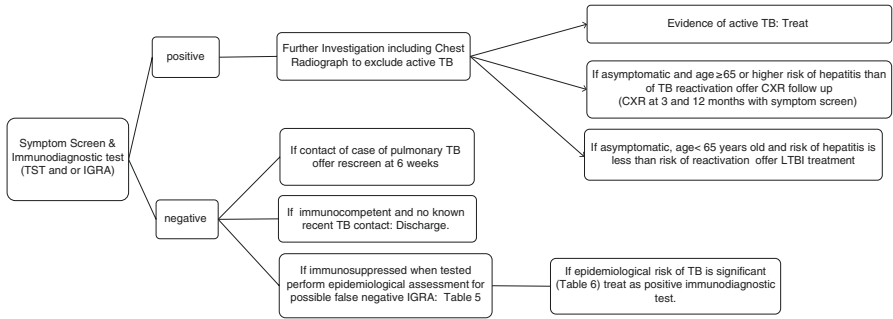 Symptom Screen &
Immunodiagnostic test
(TST and or IGRA)
positive
Further Investigation including Chest
Radiograph to exclude active TB
Evidence of active TB: Treat
If asymptomatic and age≥65 or higher risk of hepatitis than
of TB reactivation offer CXR follow up
(CXR at 3 and 12 months with symptom screen)
If asymptomatic, age< 65 years old and risk of hepatitis is
less than risk of reactivation offer LTBI treatment
negative
If contact of case of pulmonary TB
offer rescreen at 6 weeks
If immunocompetent and no known
recent TB contact: Discharge.
If immunosuppressed when tested
perform epidemiological assessment for
possible false negative IGRA: Table 5
If epidemiological risk of TB is significant
(Table 6) treat as positive immunodiagnostic
test.